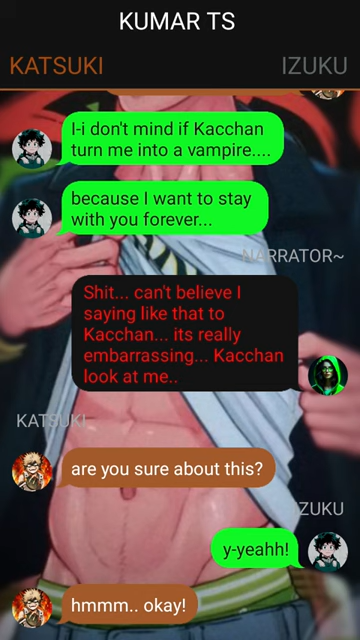 KUMAR TS
KATSUKI
IZUKU
I-i don't mind if Kacchan
turn me into a vampire....
because I want to stay
with you forever...
NARRATOR~
Shit... can't believe I
saying like that to
Kacchan... its really
embarrassing... Kacchan
look at me..
KATSUKI
are you sure about this?
ZUKU
y-yeahh!
hmmm.. okay!